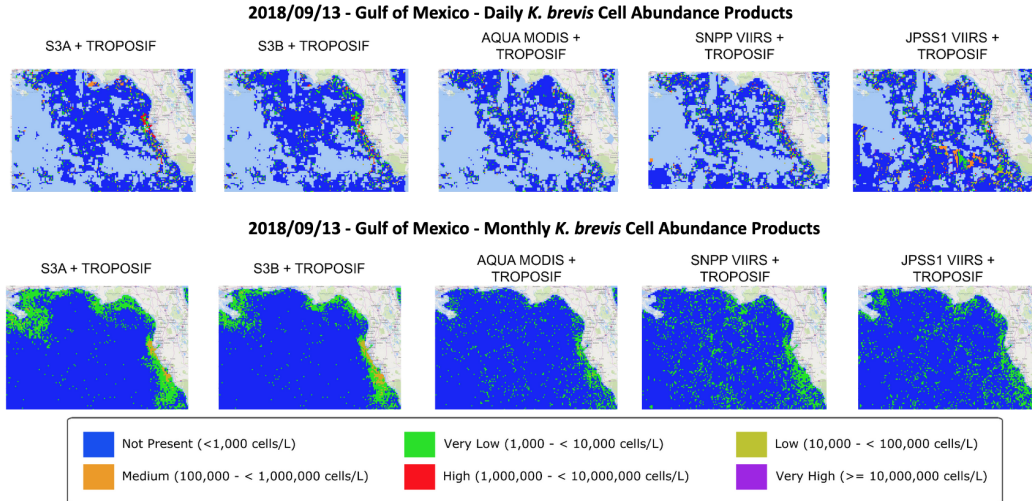 2018/09/13 - Gulf of Mexico - Daily K. brevis Cell Abundance Products
S3A + TROPOSIF
S3B + TROPOSIF
AQUA MODIS +
TROPOSIF
SNPP VIIRS +
TROPOSIF
JPSS1 VIIRS +
TROPOSIF
2018/09/13 - Gulf of Mexico - Monthly K. brevis Cell Abundance Products
S3A + TROPOSIF
S3B + TROPOSIF
AQUA MODIS +
TROPOSIF
SNPP VIIRS +
TROPOSIF
JPSS1 VIIRS +
TROPOSIF
Not Present (<1,000 cells/L)
Very Low (1,000 - < 10,000 cells/L)
Low (10,000 - < 100,000 cells/L)
Medium (100,000 - < 1,000,000 cells/L)
High (1,000,000 - < 10,000,000 cells/L)
Very High (>= 10,000,000 cells/L)